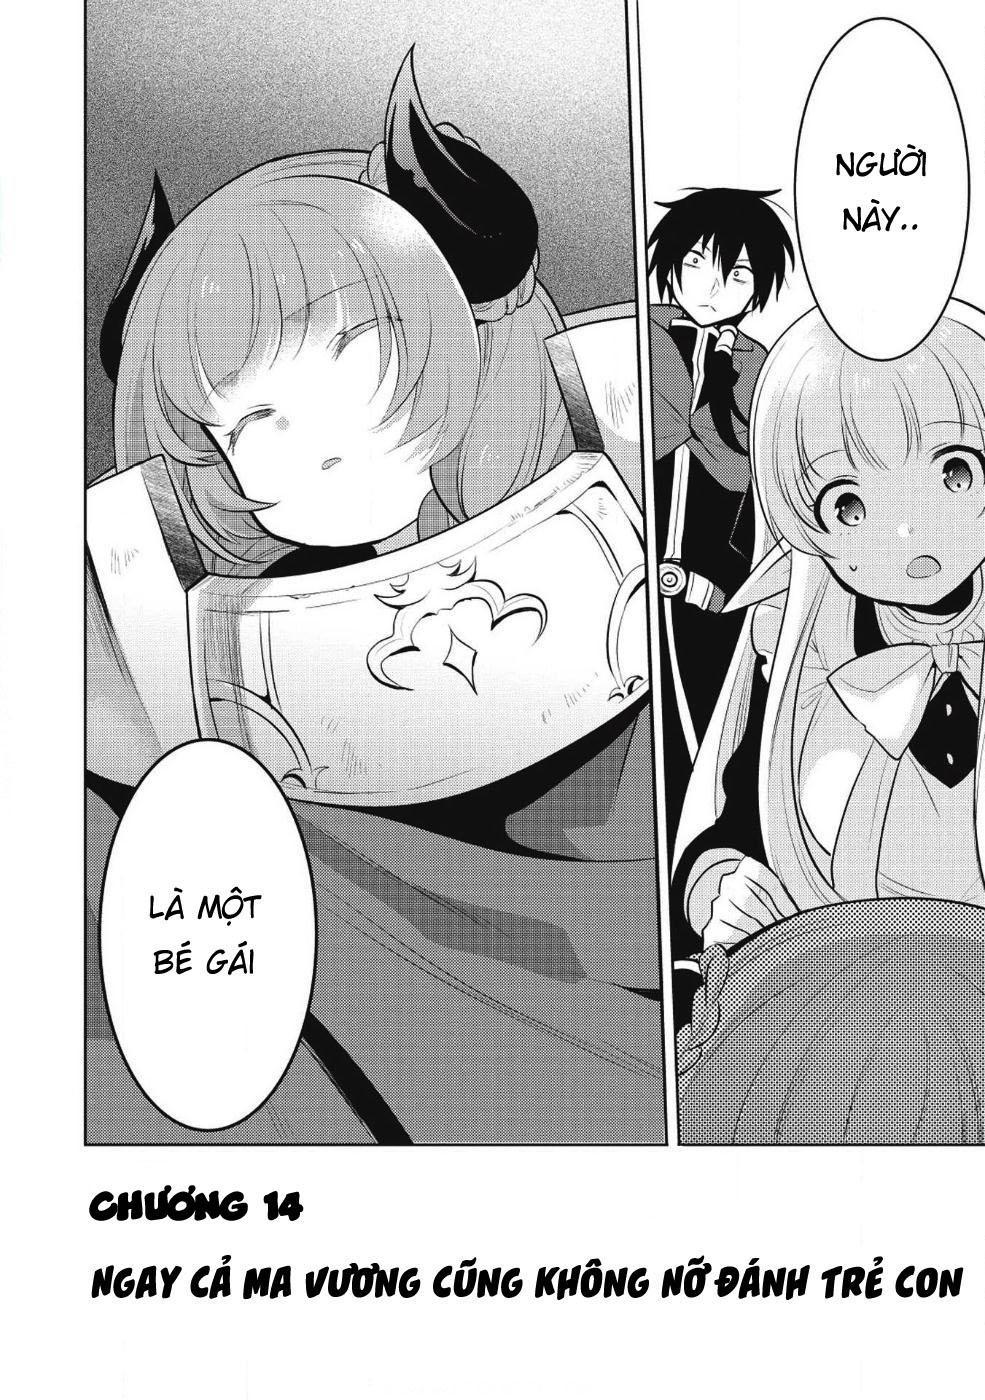 NGƯỜI
NÀY..
LÀ MỘT
BÉ GÁI
CHƯƠNG 14
NGAY CẢ MA VƯƠNG CŨNG KHÔNG NỠ ĐÁNH TRẺ CON